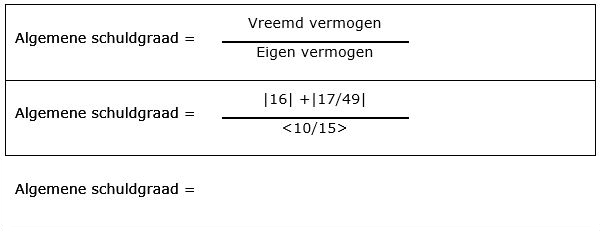 Vreemd vermogen
Algemene schuldgraad =
Eigen vermogen
|16| +|17/49|
Algemene schuldgraad =
<10/15>
Algemene schuldgraad =